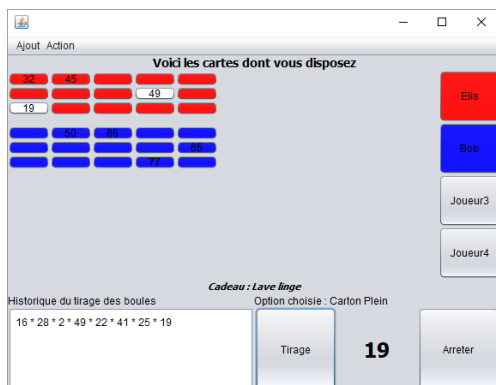 Ajout Action
Voici les cartes dont vous disposez
32 45
49
19
50 86
65
77
Elis
Bob
Joueur3
Joueur4
Cadeau : Lave linge
Historique du tirage des boules
Option choisie : Carton Plein
16 * 28 * 2 * 49 * 22 * 41 * 25 * 19
Tirage
19
Arreter